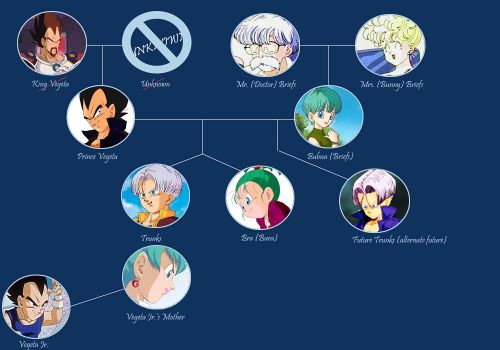 UNKNOWN
King Vegeta
Unknown
Mr. (Doctor) Briefs
Mrs. (Bunny) Briefs
Prince Vegeta
Bulma (Briefs)
Trunks
Bra (Bura)
Future Trunks (alternate future)
Vegeta Jr.'s Mother
Vegeta Jr.